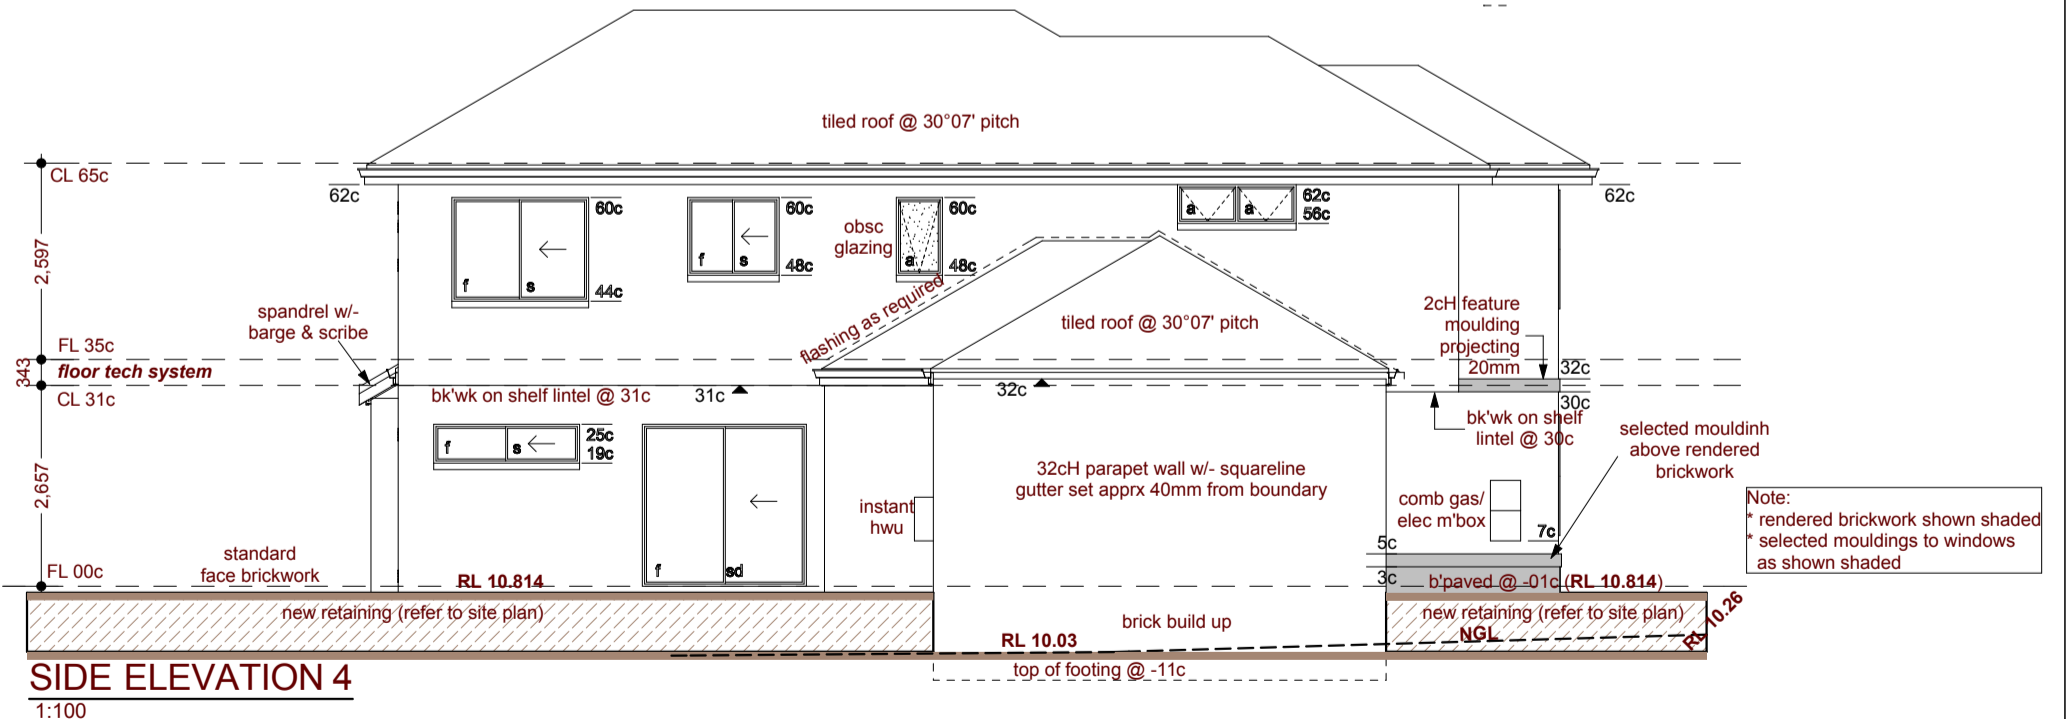 tiled roof @ 30°07' pitch
CL 65c
62c
62c
60c
60c
60c
62c
56c
a
a
obsc
glazing
a
f
s
48c
48c
f
s
44c
2,597
flashing as required
spandrel w/-
barge & scribe
2cH feature
moulding
projecting
20mm
tiled roof @ 30°07' pitch
FL 35c
343
floor tech system
32c
CL 31c
bk'wk on shelf lintel @ 31c
31c
32c
30c
bk'wk on shelf
lintel @ 30c
selected mouldinh
above rendered
brickwork
f
s
25c
19c
2,657
32cH parapet wall w/- squareline
gutter set apprx 40mm from boundary
instant
hwu
comb gas/
elec m'box
7c
Note:
* rendered brickwork shown shaded
* selected mouldings to windows
as shown shaded
standard
face brickwork
5c
3c
FL 00c
f
sd
RL 10.814
b'paved @ -01c (RL 10.814)
new retaining (refer to site plan)
new retaining (refer to site plan)
brick build up
NGL
RL 10.26
RL 10.03
top of footing @ -11c
SIDE ELEVATION 4
1:100